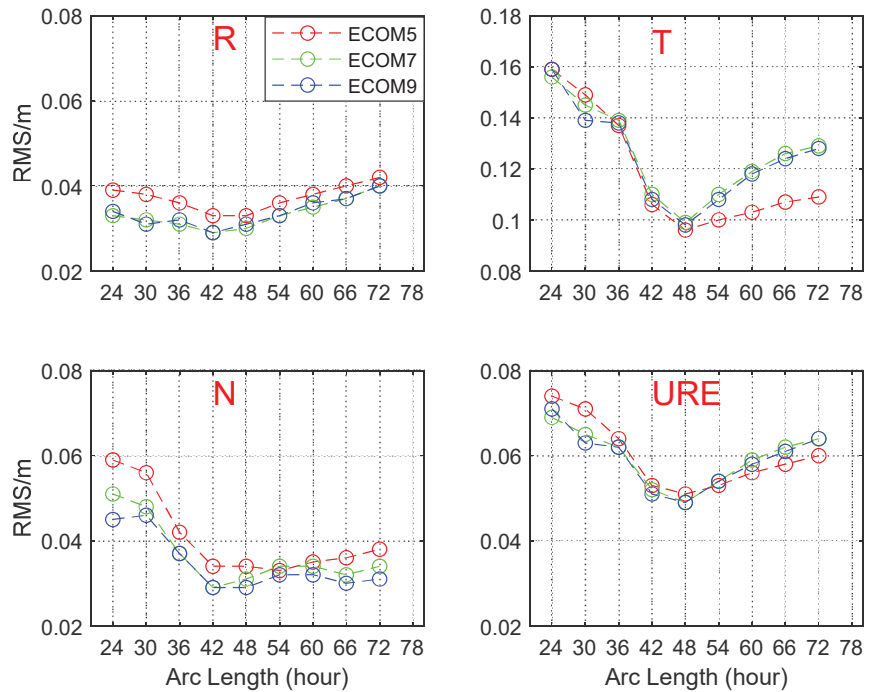 R
ECOM5
ECOM7
ECOM9
RMS/m
0.08
0.06
0.04
0.02
24 30 36 42 48 54 60 66 72 78
T
0.18
0.16
0.14
0.12
0.1
0.08
24 30 36 42 48 54 60 66 72 78
N
RMS/m
0.08
0.06
0.04
0.02
24 30 36 42 48 54 60 66 72 78
Arc Length (hour)
URE
0.08
0.06
0.04
0.02
24 30 36 42 48 54 60 66 72 78
Arc Length (hour)